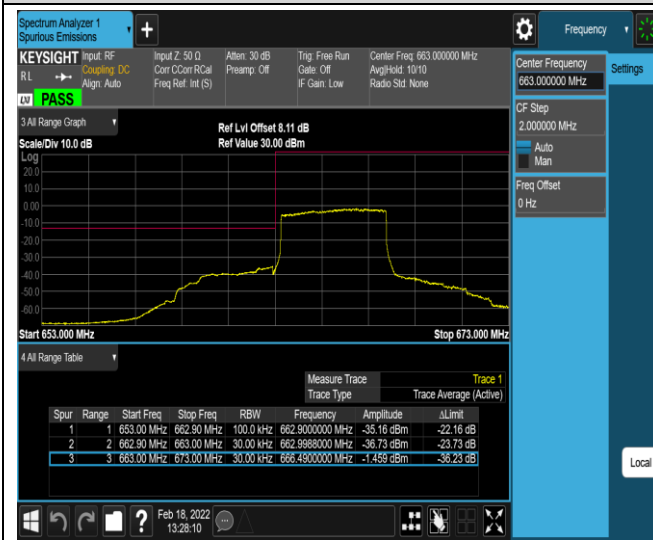 Spectrum Analyzer 1
Spurious Emissions
Frequency
KEYSIGHT
RL
Input: RF
Coupling: DC
Align: Auto
Input Z: 50 Ω
Corr CCorr RCal
Freq Ref: Int (S)
Atten: 30 dB
Preamp: Off
Trig: Free Run
Gate: Off
IF Gain: Low
Center Freq: 663.000000 MHz
Avg|Hold: 10/10
Radio Std: None
LXI PASS
Center Frequency
663.000000 MHz
Settings
CF Step
2.000000 MHz
Auto
Man
Freq Offset
0 Hz
Local
3 All Range Graph
Scale/Div 10.0 dB
Ref Lvl Offset 8.11 dB
Ref Value 30.00 dBm
Log
20.0
10.0
0.00
-10.0
-20.0
-30.0
-40.0
-50.0
-60.0
Start 653.000 MHz
Stop 673.000 MHz
4 All Range Table
Measure Trace Trace 1
Trace Type Trace Average (Active)
Spur Range Start Freq Stop Freq RBW Frequency Amplitude ΔLimit
1 1 653.00 MHz 662.90 MHz 100.0 kHz 662.9000000 MHz -35.16 dBm -22.16 dB
2 2 662.90 MHz 663.00 MHz 30.00 kHz 662.9988000 MHz -36.73 dBm -23.73 dB
3 3 663.00 MHz 673.00 MHz 30.00 kHz 666.4900000 MHz -1.459 dBm -36.23 dB
Feb 18, 2022
13:28:10